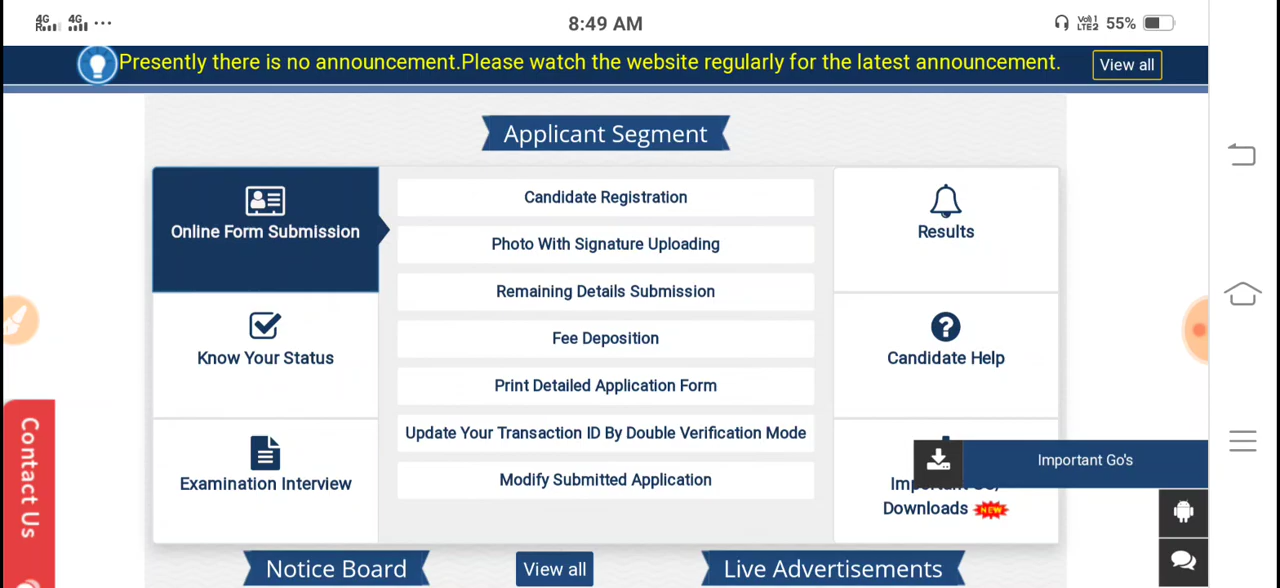 4G
R
4G
8:49 AM
Vo)) 1
LTE2
55%
Presently there is no announcement.Please watch the website regularly for the latest announcement.
View all
Applicant Segment
Online Form Submission
Know Your Status
Examination Interview
Candidate Registration
Photo With Signature Uploading
Remaining Details Submission
Fee Deposition
Print Detailed Application Form
Update Your Transaction ID By Double Verification Mode
Modify Submitted Application
Results
Candidate Help
Important Go's
Downloads NEW
Contact Us
Notice Board
View all
Live Advertisements